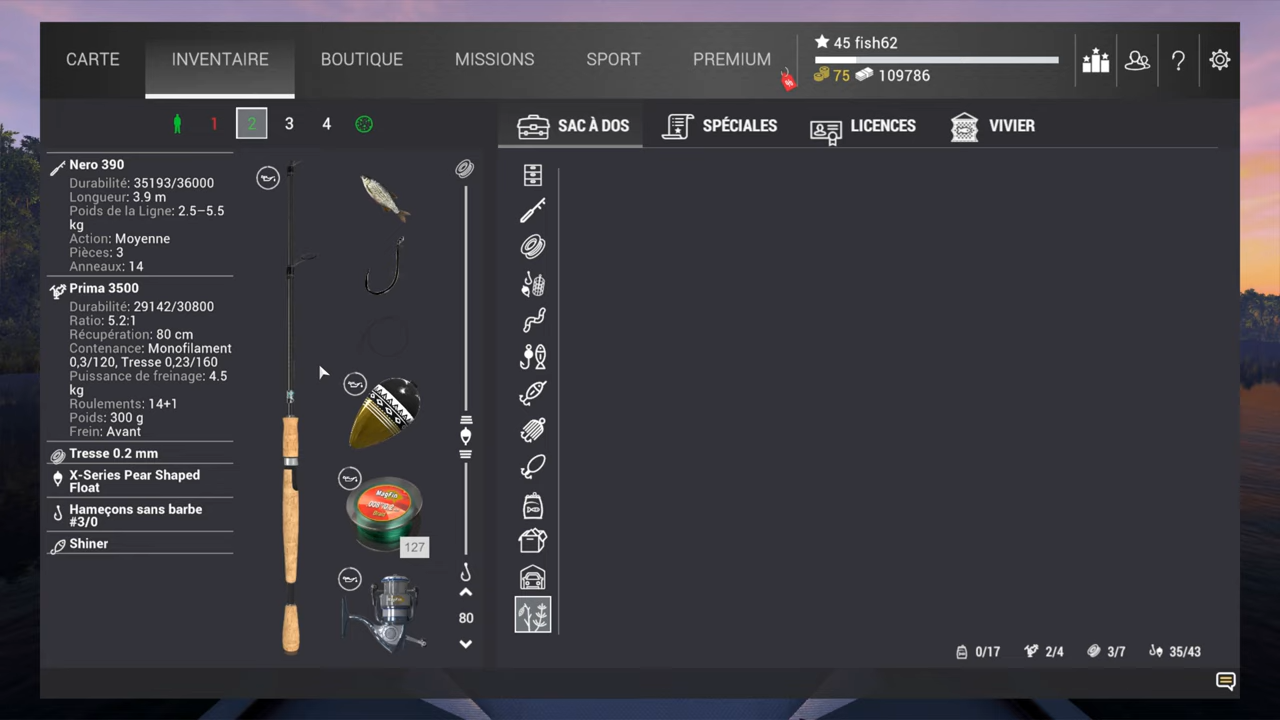 CARTE
INVENTAIRE
BOUTIQUE
MISSIONS
SPORT
PREMIUM
45 fish62
75 109786
?
1
2
3
4
SAC À DOS
SPÉCIALES
LICENCES
VIVIER
Nero 390
Durabilité: 35193/36000
Longueur: 3.9 m
Poids de la Ligne: 2.5–5.5
kg
Action: Moyenne
Pièces: 3
Anneaux: 14
Prima 3500
Durabilité: 29142/30800
Ratio: 5.2:1
Récupération: 80 cm
Contenance: Monofilament
0,3/120, Tresse 0,23/160
Puissance de freinage: 4.5
kg
Roulements: 14+1
Poids: 300 g
Frein: Avant
Tresse 0.2 mm
X-Series Pear Shaped
Float
Hameçons sans barbe
#3/0
Shiner
MagFin
127
80
0/17
2/4
3/7
35/43